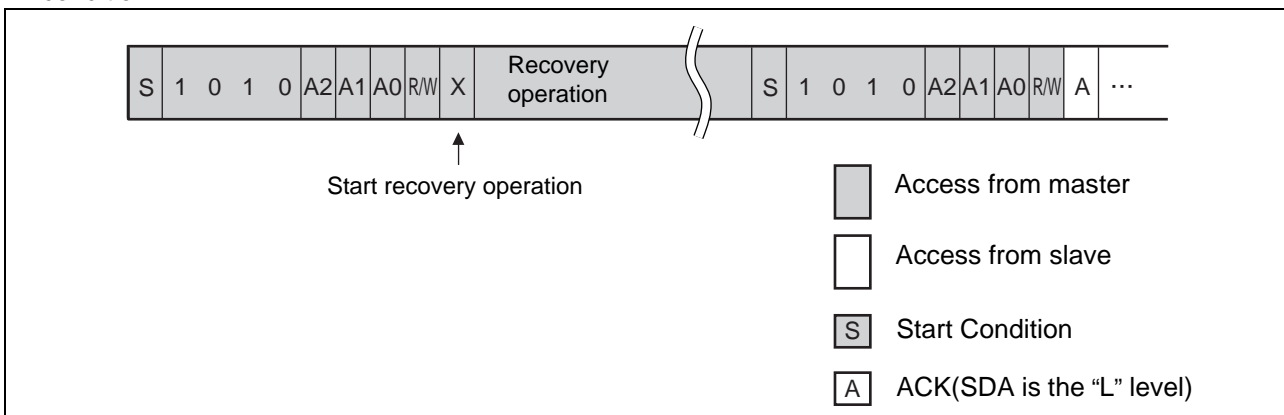 S 1 0 1 0 A2 A1 A0 R/W X Recovery operation S 1 0 1 0 A2 A1 A0 R/W A ...
Start recovery operation
Access from master
Access from slave
S Start Condition
A ACK(SDA is the “L” level)